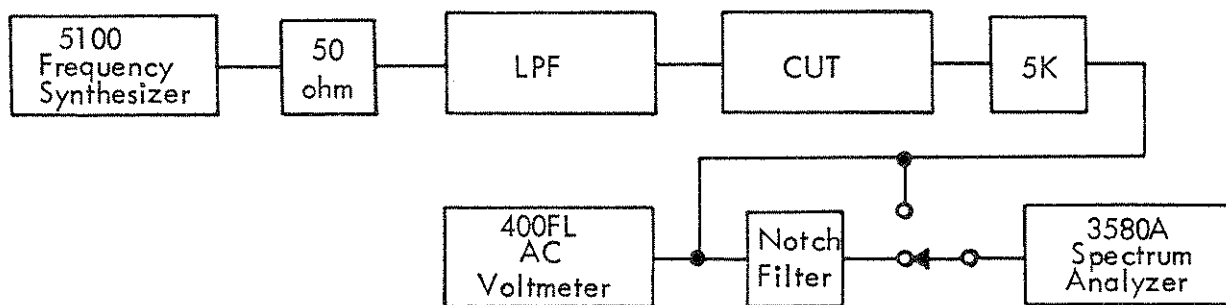 5100
Frequency
Synthesizer
50
ohm
LPF
CUT
5K
400FL
AC
Voltmeter
Notch
Filter
3580A
Spectrum
Analyzer